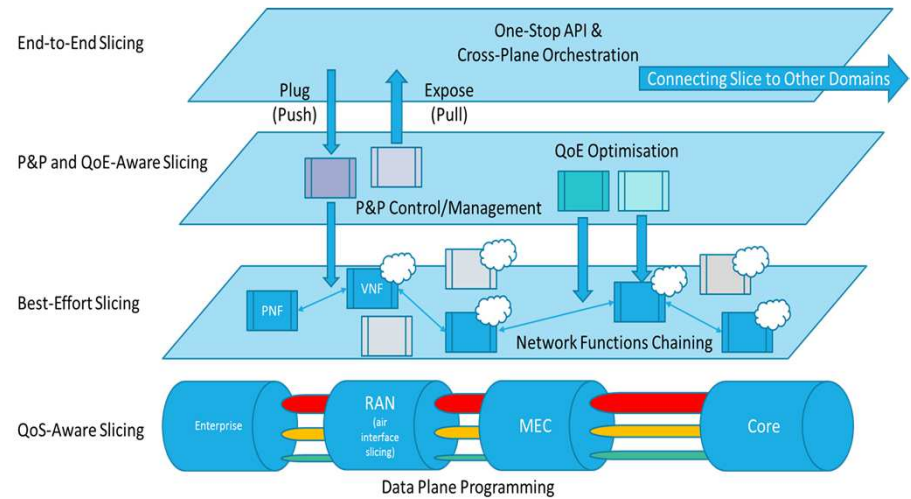 End-to-End Slicing
One-Stop API &
Cross-Plane Orchestration
Connecting Slice to Other Domains
Plug
(Push)
Expose
(Pull)
P&P and QoE-Aware Slicing
QoE Optimisation
P&P Control/Management
Best-Effort Slicing
PNF
VNF
Network Functions Chaining
QoS-Aware Slicing
Enterprise
RAN
(air
interface
slicing)
MEC
Core
Data Plane Programming